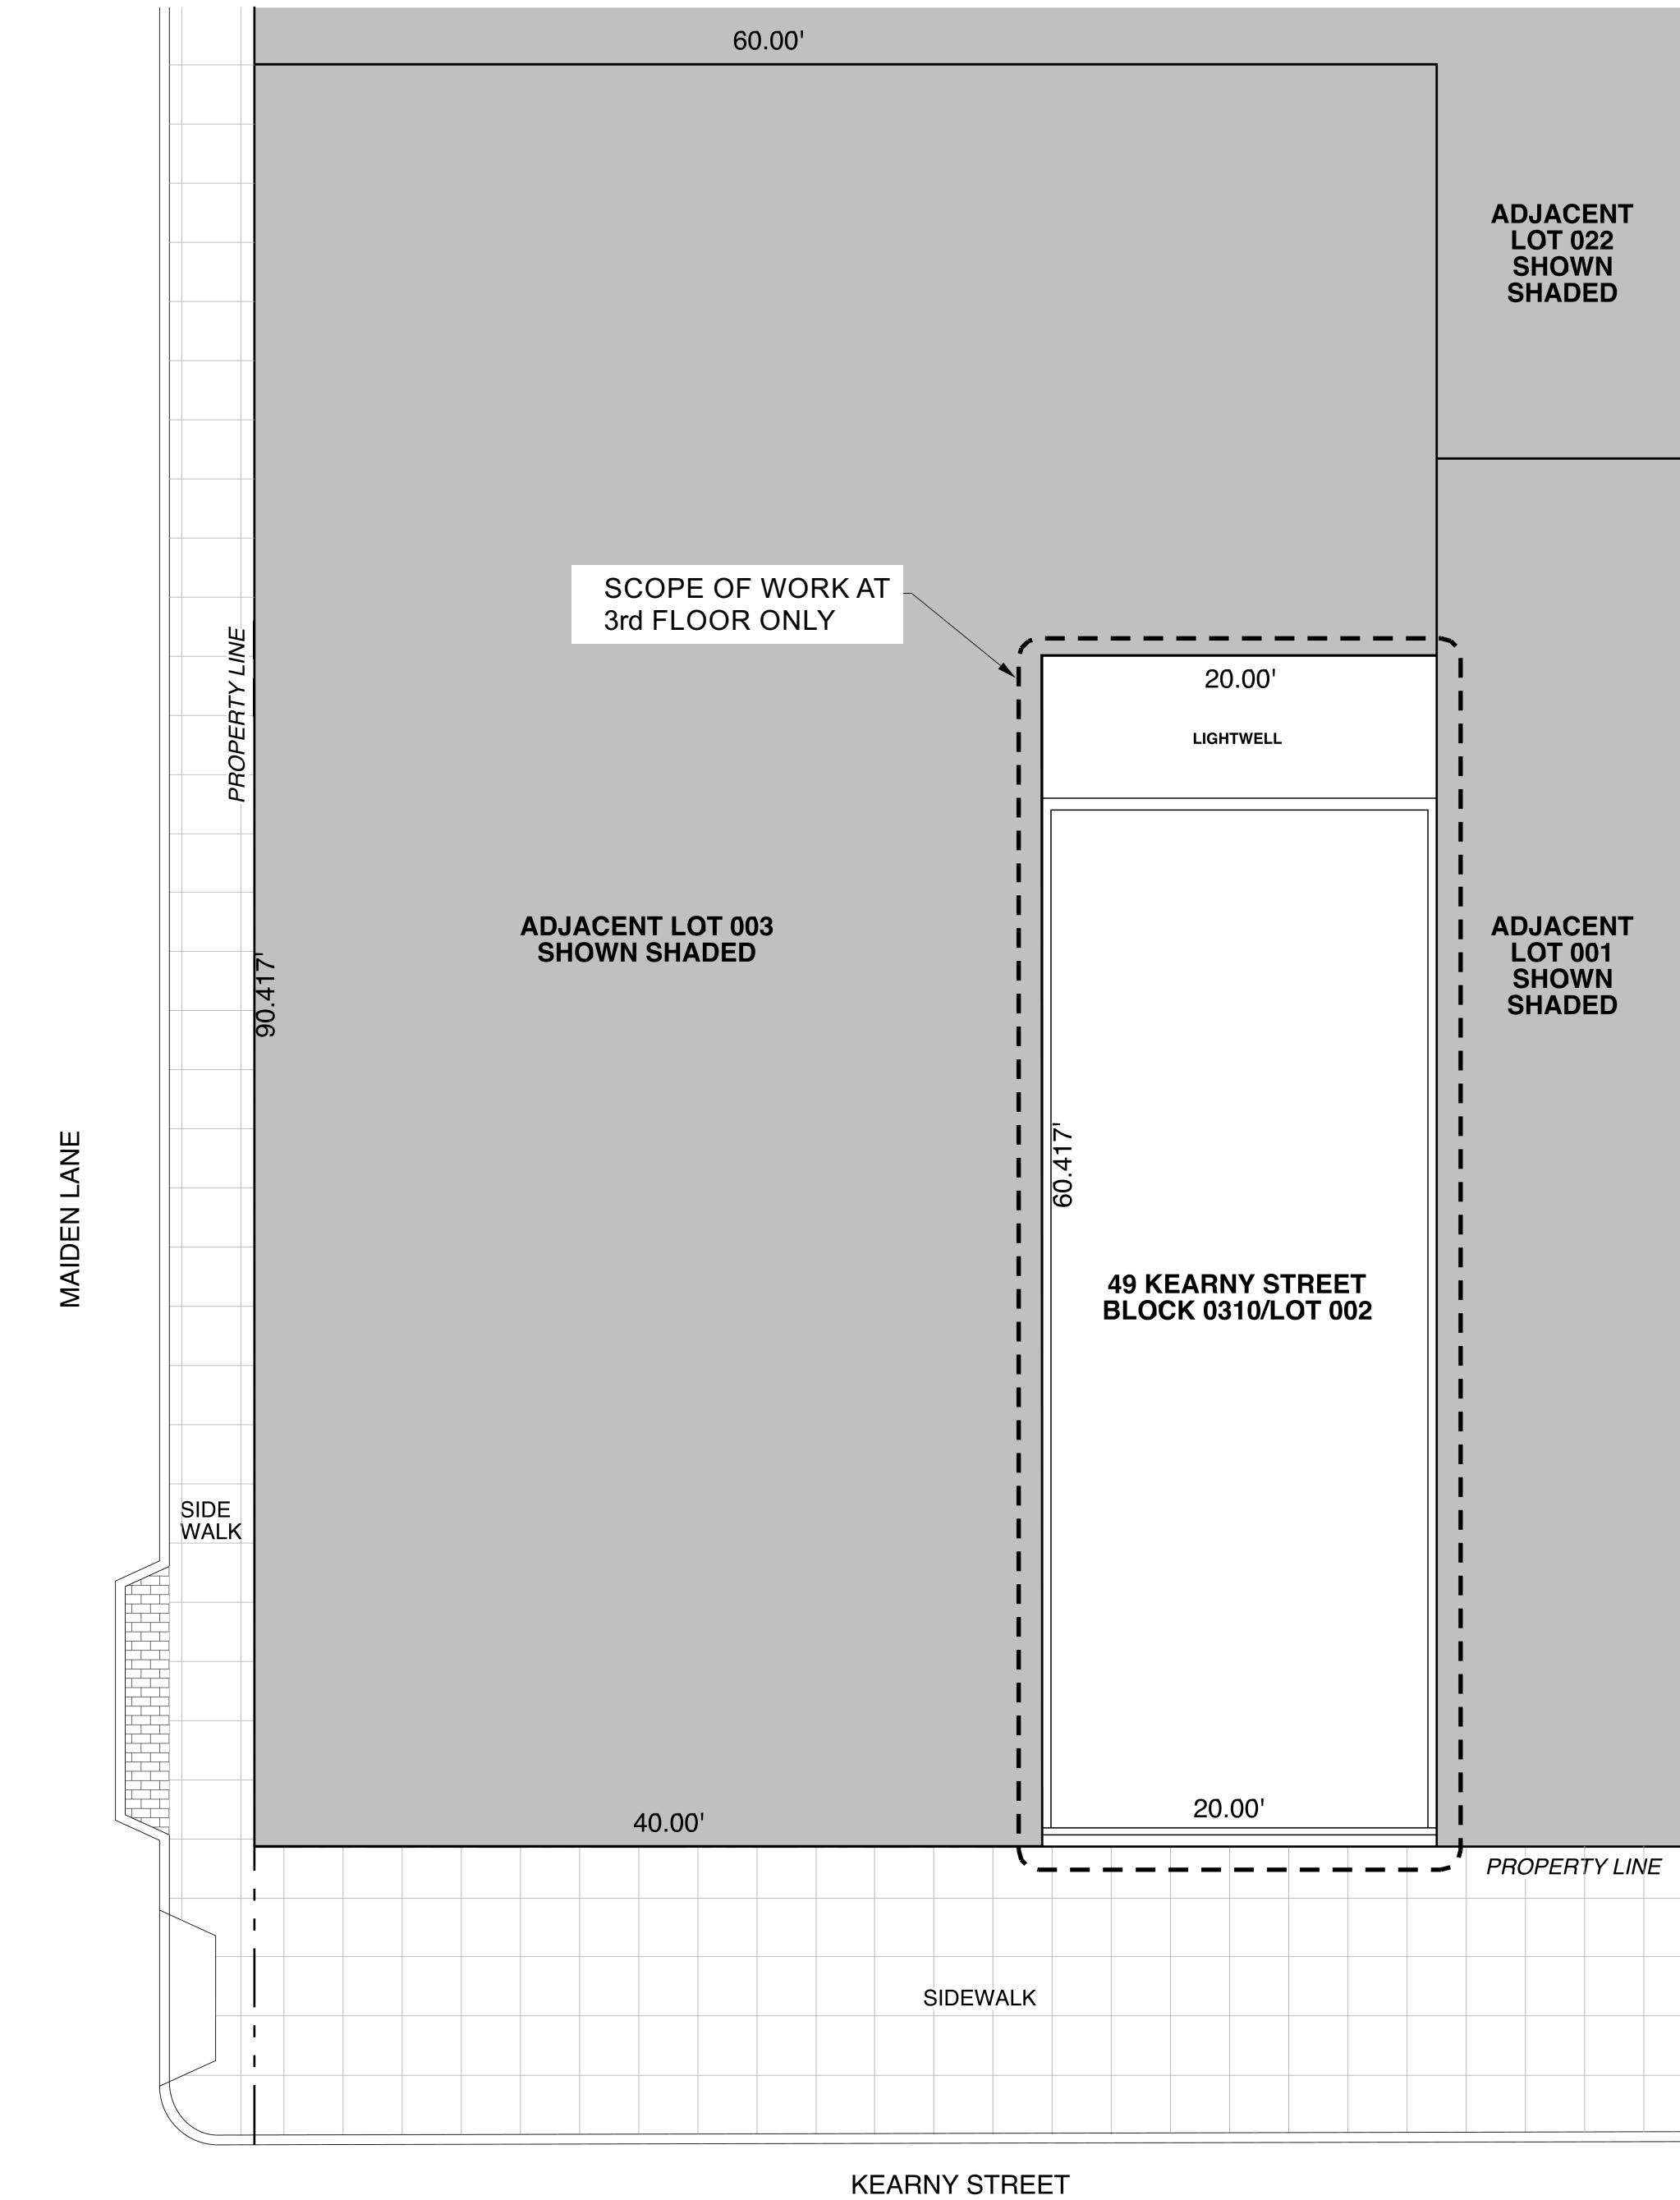 60.00'
ADJACENT
LOT 022
SHOWN
SHADED
SCOPE OF WORK AT
3rd FLOOR ONLY
PROPERTY LINE
20.00'
LIGHTWELL
ADJACENT LOT 003
SHOWN SHADED
ADJACENT
LOT 001
SHOWN
SHADED
90.417'
60.417'
MAIDEN LANE
49 KEARNY STREET
BLOCK 0310/LOT 002
SIDE
WALK
40.00'
20.00'
PROPERTY LINE
SIDEWALK
KEARNY STREET